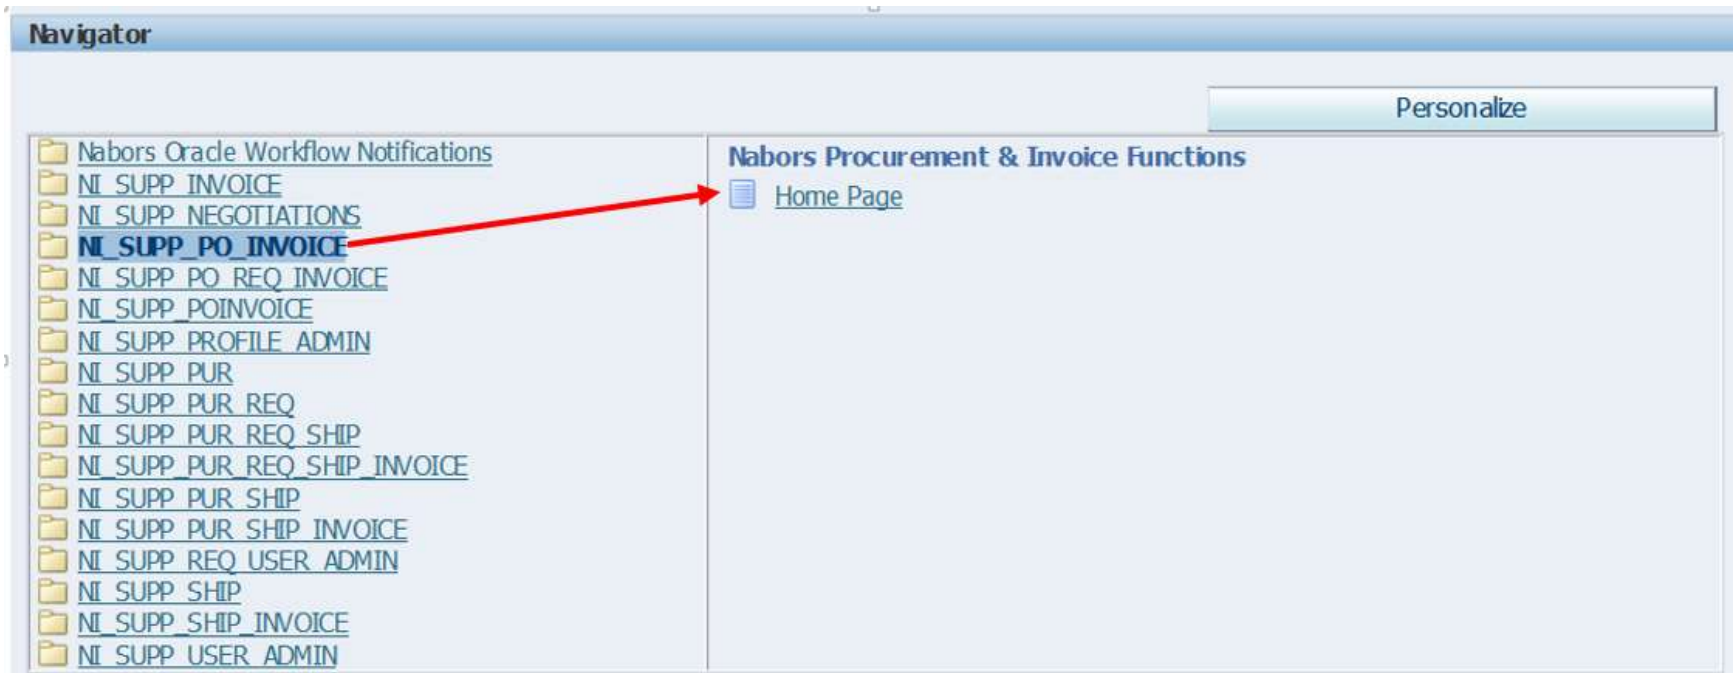 Navigator
Personalize
Nabors Oracle Workflow Notifications
NI_SUPP_INVOICE
NI_SUPP_NEGOTIATIONS
NI_SUPP_PO_INVOICE
NI_SUPP_PO_REQ_INVOICE
NI_SUPP_POINVOICE
NI_SUPP_PROFILE_ADMIN
NI_SUPP_PUR
NI_SUPP_PUR_REQ
NI_SUPP_PUR_REQ_SHIP
NI_SUPP_PUR_REQ_SHIP_INVOICE
NI_SUPP_PUR_SHIP
NI_SUPP_PUR_SHIP_INVOICE
NI_SUPP_REQ_USER_ADMIN
NI_SUPP_SHIP
NI_SUPP_SHIP_INVOICE
NI_SUPP_USER_ADMIN
Nabors Procurement & Invoice Functions
Home Page